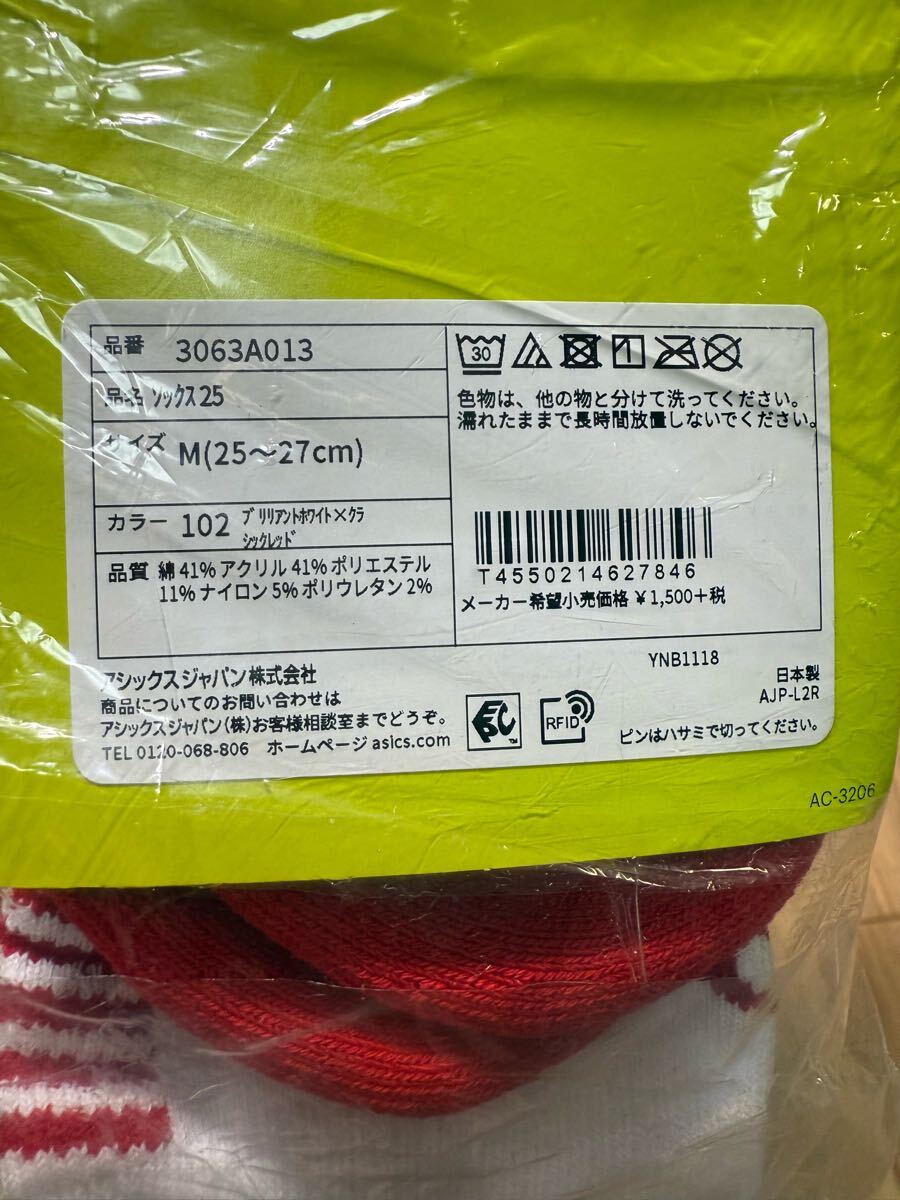 品番 3063A013
品名 ソックス25
サイズ M(25～27cm)
カラー 102 ブリリアントホワイト×クラ
シックレッド
品質 綿 41% アクリル 41% ポリエステル
11% ナイロン 5% ポリウレタン 2%
30
1
色物は、他の物と分けて洗ってください。
濡れたままで長時間放置しないでください。
T4550214627846
メーカー希望小売価格 ¥1,500+税
YNB1118
アシックスジャパン株式会社
商品についてのお問い合わせは
アシックスジャパン(株)お客様相談室までどうぞ。
TEL 0120-068-806 ホームページ asics.com
RFID
日本製
AJP-L2R
ピンはハサミで切ってください。
AC-3206